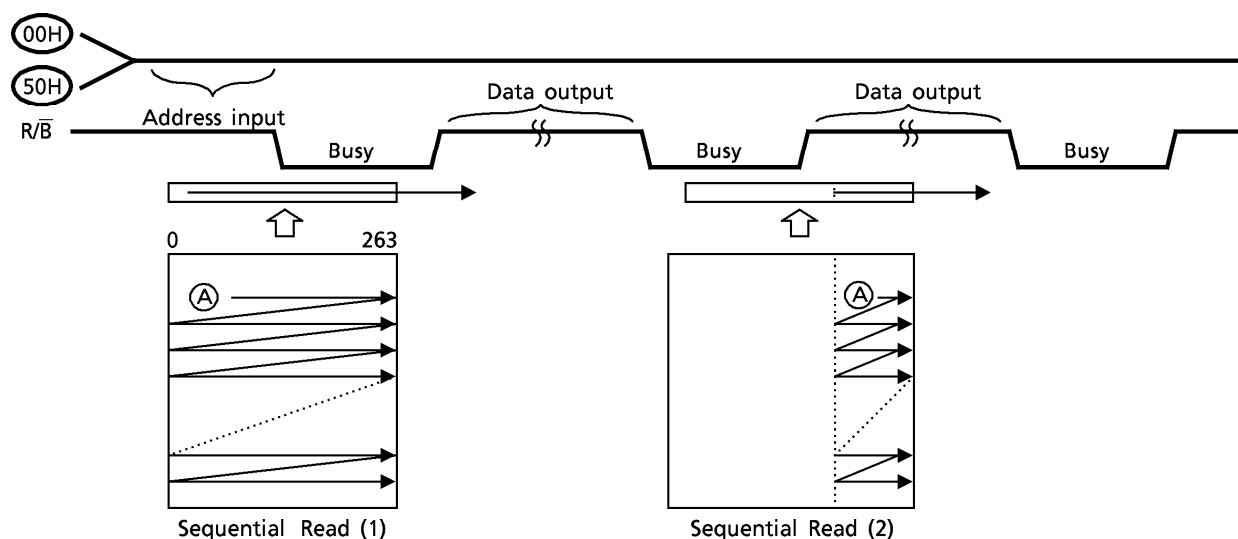 00H
50H
Address input
Data output
Data output
R/B̅
Busy
Busy
Busy
0 263
A
A
Sequential Read (1)
Sequential Read (2)